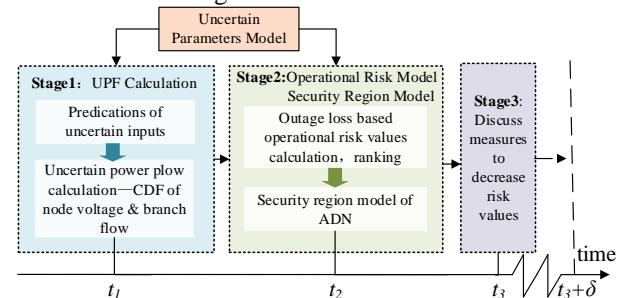 Uncertain
Parameters Model
Stage1: UPF Calculation
Predications of
uncertain inputs
Uncertain power plow
calculation—CDF of
node voltage & branch
flow
Stage2:Operational Risk Model
Security Region Model
Outage loss based
operational risk values
calculation, ranking
Security region model of
ADN
Stage3:
Discuss
measures
to
decrease
risk
values
time
t1
t2
t3
t3+δ